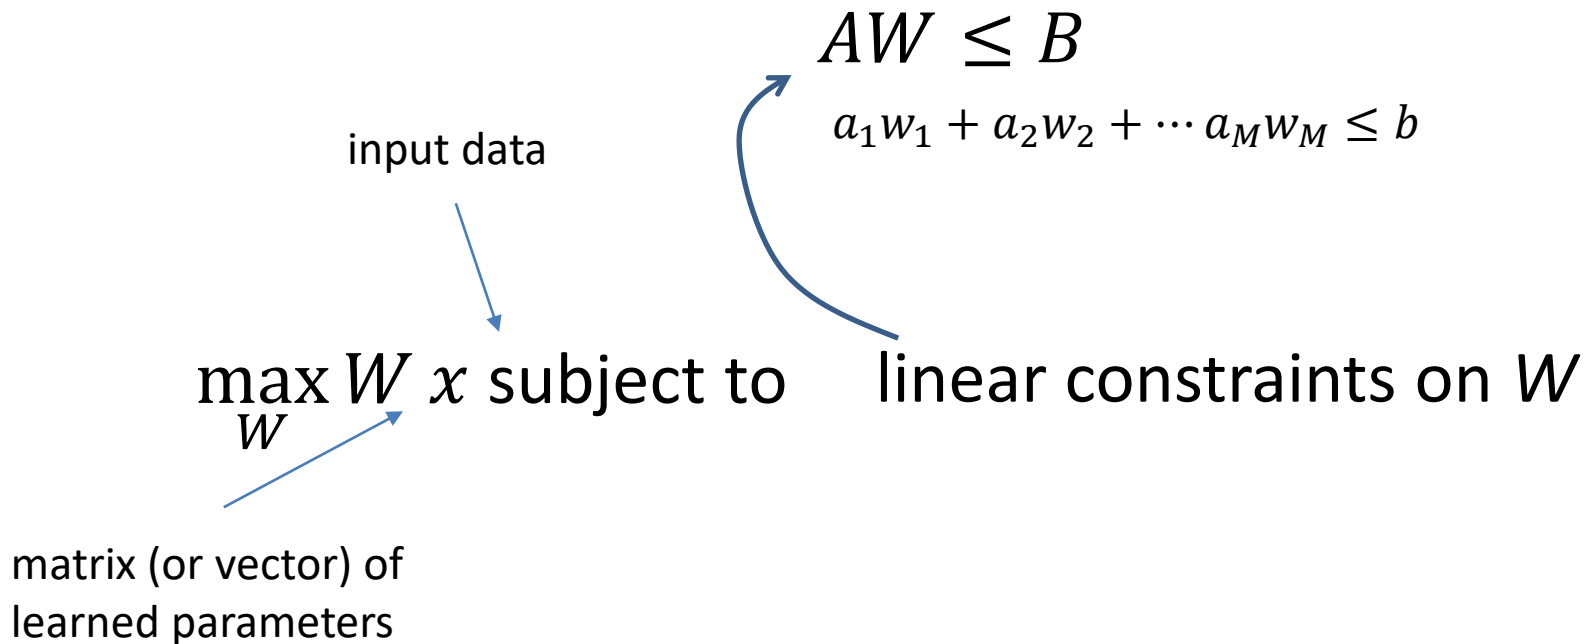 AW ≤ B
a₁w₁ + a₂w₂ + ⋯ a_M w_M ≤ b
input data
max W x subject to linear constraints on W
W
matrix (or vector) of
learned parameters